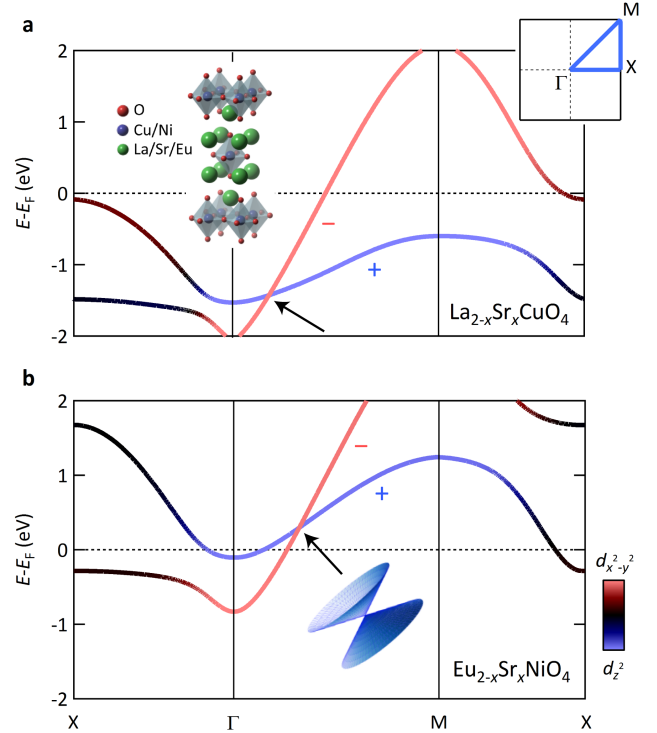 a
M
X
Γ
O
Cu/Ni
La/Sr/Eu
2
1
0
-1
-2
E-E_F (eV)
−
+
La₂₋ₓSrₓCuO₄
b
2
1
0
-1
-2
E-E_F (eV)
−
+
d_x²-y²
d_z²
Eu₂₋ₓSrₓNiO₄
X Γ M X